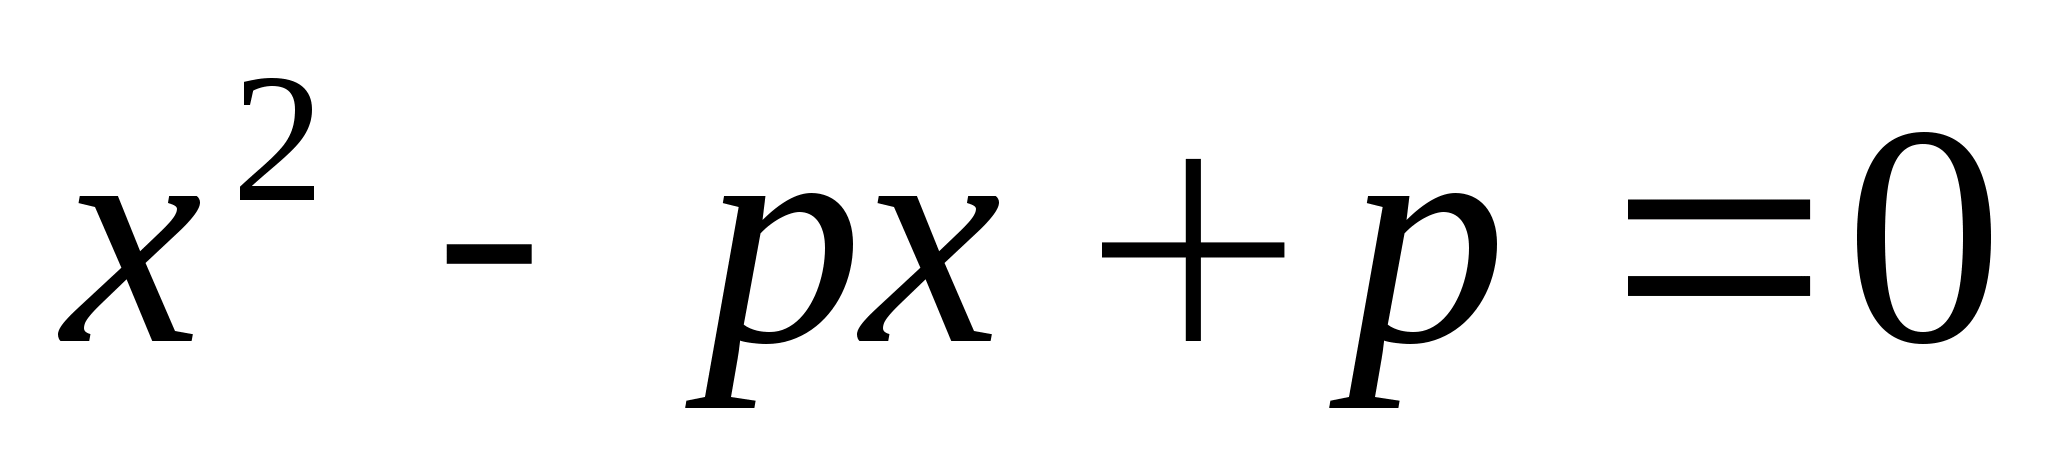 x² - px + p = 0